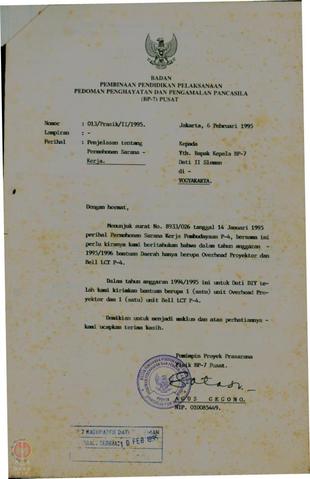 BADAN
PEMBINAAN PENDIDIKAN PELAKSANAAN
PEDOMAN PENGHAYATAN DAN PENGAMALAN PANCASILA
(BP-7) PUSAT
Nomor : 013/Prasik/II/1995. Jakarta, 6 Pebruari 1995
Lampiran : -
Perihal : Penjelasan tentang Kepada
Permohonan Sarana - Yth. Bapak Kepala BP-7
Kerja. Dati II Sleman
di -
YOGYAKARTA.
Dengan hormat,
Menunjuk surat No. 8933/026 tanggal 14 Januari 1995
perihal Permohonan Sarana Kerja Pembudayaan P-4, bersama ini
perlu kiranya kami beritahukan bahwa dalam tahun anggaran -
1995/1996 bantuan Daerah hanya berupa Overhead Proyektor dan
Bell LCT P-4.
Dalam tahun anggaran 1994/1995 ini untuk Dati DIY te-
lah kami kirimkan bantuan berupa 1 (satu) unit Overhead Pro-
yektor dan 1 (satu) unit Bell LCT P-4.
Demikian untuk menjadi maklum dan atas perhatiannya -
kami ucapkan terima kasih.
Pemimpin Proyek Prasarana
Fisik BP-7 Pusat.
AGUS GEGONO.
NIP. 030085449.